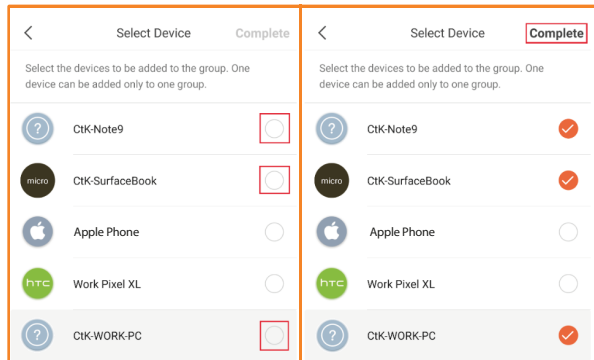 Select Device Complete
Select the devices to be added to the group. One
device can be added only to one group.
? CtK-Note9
micro CtK-SurfaceBook
Apple Phone
hTC Work Pixel XL
? CtK-WORK-PC
Select Device Complete
Select the devices to be added to the group. One
device can be added only to one group.
? CtK-Note9
micro CtK-SurfaceBook
Apple Phone
hTC Work Pixel XL
? CtK-WORK-PC